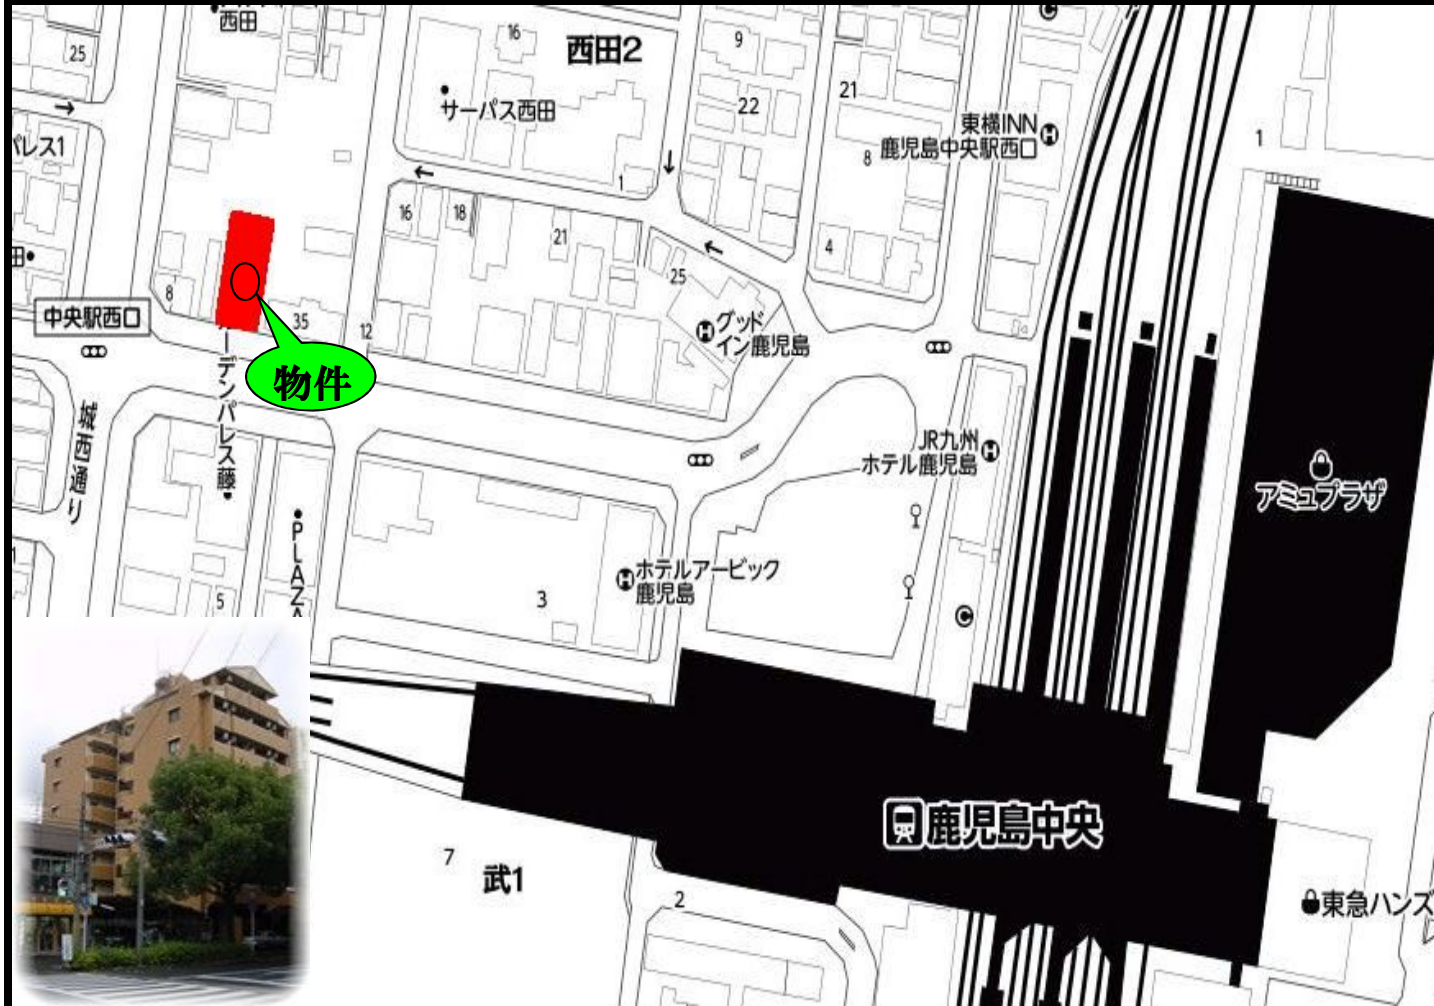 西田
25
16
西田2
9
サーパス西田
22
21
東横INN
鹿児島中央駅西口
8
1
パレス1
1
16
18
21
4
25
田
8
中央駅西口
35
12
グッド
イン鹿児島
物件
ーデンパレス藤
城西通り
JR九州
ホテル鹿児島
アミュプラザ
PLAZA
ホテルアービック
鹿児島
3
5
1
鹿児島中央
7
武1
2
東急ハンズ